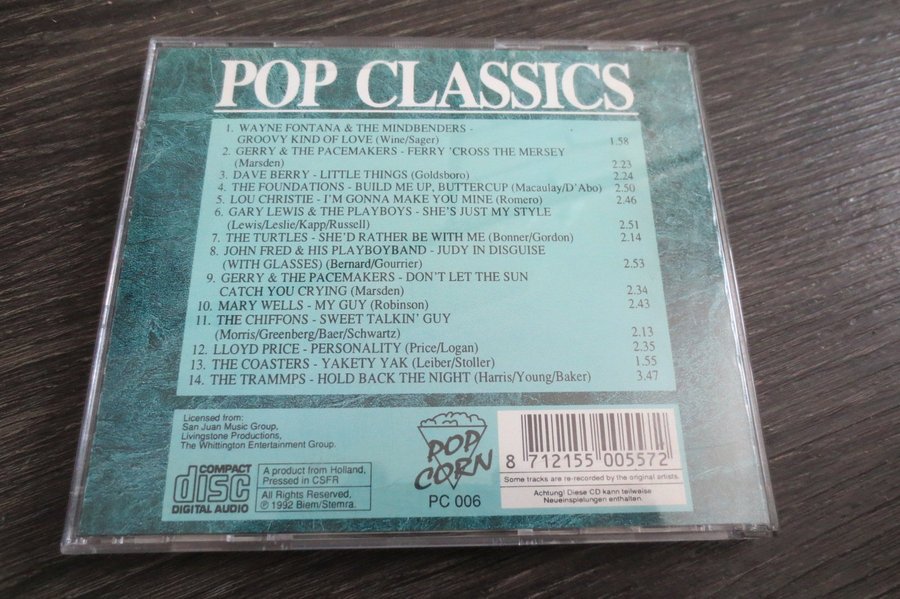 POP CLASSICS
1. WAYNE FONTANA & THE MINDBENDERS -
GROOVY KIND OF LOVE (Wine/Sager) 1.58
2. GERRY & THE PACEMAKERS - FERRY 'CROSS THE MERSEY
(Marsden) 2.23
3. DAVE BERRY - LITTLE THINGS (Goldsboro) 2.24
4. THE FOUNDATIONS - BUILD ME UP, BUTTERCUP (Macaulay/D'Abo) 2.50
5. LOU CHRISTIE - I'M GONNA MAKE YOU MINE (Romero) 2.46
6. GARY LEWIS & THE PLAYBOYS - SHE'S JUST MY STYLE
(Lewis/Leslie/Kapp/Russell) 2.51
7. THE TURTLES - SHE'D RATHER BE WITH ME (Bonner/Gordon) 2.14
8. JOHN FRED & HIS PLAYBOYBAND - JUDY IN DISGUISE
(WITH GLASSES) (Bernard/Gourrier) 2.53
9. GERRY & THE PACEMAKERS - DON'T LET THE SUN
CATCH YOU CRYING (Marsden) 2.34
10. MARY WELLS - MY GUY (Robinson) 2.43
11. THE CHIFFONS - SWEET TALKIN' GUY
(Morris/Greenberg/Baer/Schwartz) 2.13
12. LLOYD PRICE - PERSONALITY (Price/Logan) 2.35
13. THE COASTERS - YAKETY YAK (Leiber/Stoller) 1.55
14. THE TRAMMPS - HOLD BACK THE NIGHT (Harris/Young/Baker) 3.47
Licensed from:
San Juan Music Group,
Livingstone Productions,
The Whittington Entertainment Group.
COMPACT
disc
DIGITAL AUDIO
A product from Holland,
Pressed in CSFR
All Rights Reserved.
℗ 1992 Biem/Stemra.
POP
CORN
PC 006
8 712155 005572
Some tracks are re-recorded by the original artists.
Achtung! Diese CD kann teilweise
Neueinspielungen enthalten.